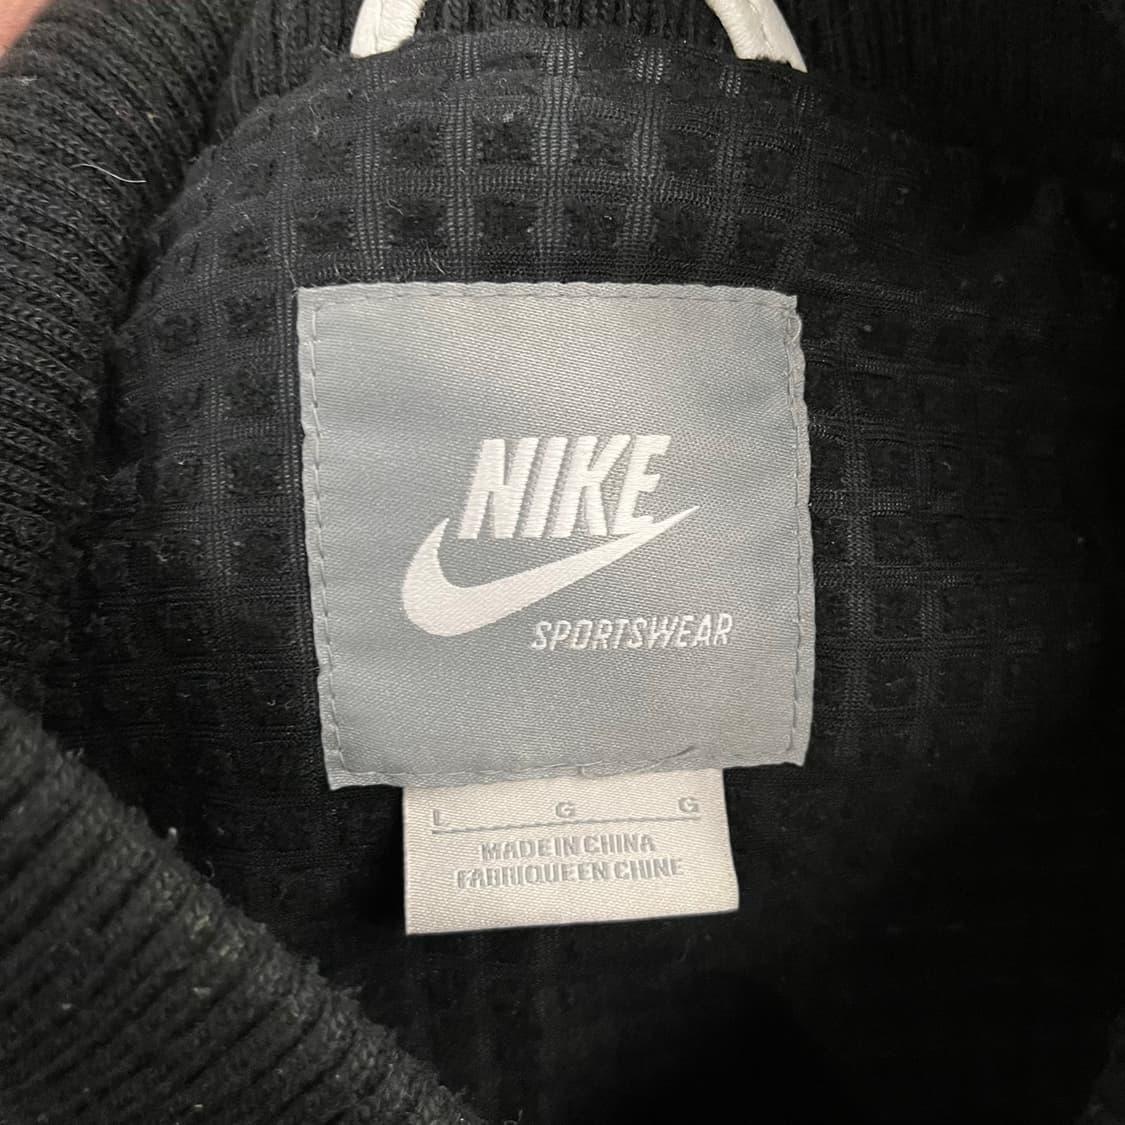 NIKE
SPORTSWEAR
L G G
MADE IN CHINA
FABRIQUE EN CHINE